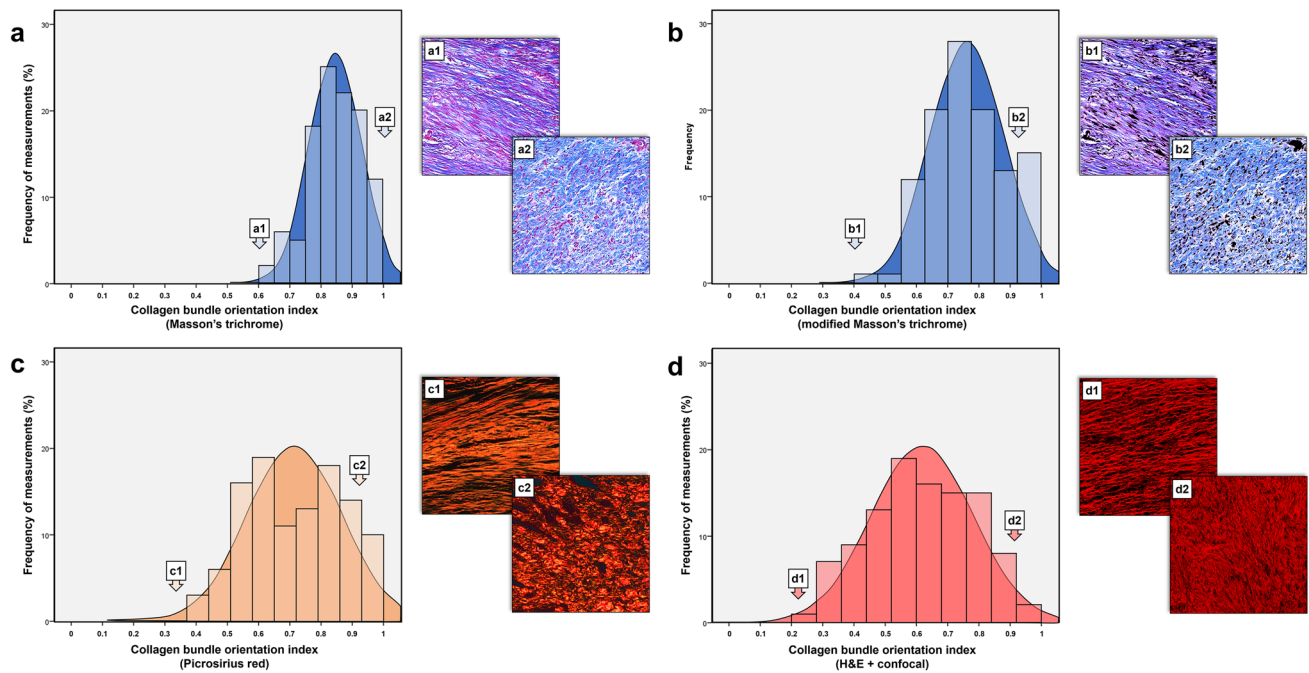 a
Frequency of measurements (%)
30
20
10
0
a1
a2
0 0.1 0.2 0.3 0.4 0.5 0.6 0.7 0.8 0.9 1
Collagen bundle orientation index
(Masson's trichrome)
a1
a2
b
Frequency
30
20
10
0
b1
b2
0 0.1 0.2 0.3 0.4 0.5 0.6 0.7 0.8 0.9 1
Collagen bundle orientation index
(modified Masson's trichrome)
b1
b2
c
Frequency of measurements (%)
30
20
10
0
c1
c2
0 0.1 0.2 0.3 0.4 0.5 0.6 0.7 0.8 0.9 1
Collagen bundle orientation index
(Picrosirius red)
c1
c2
d
Frequency of measurements (%)
30
20
10
0
d1
d2
0 0.1 0.2 0.3 0.4 0.5 0.6 0.7 0.8 0.9 1
Collagen bundle orientation index
(H&E + confocal)
d1
d2